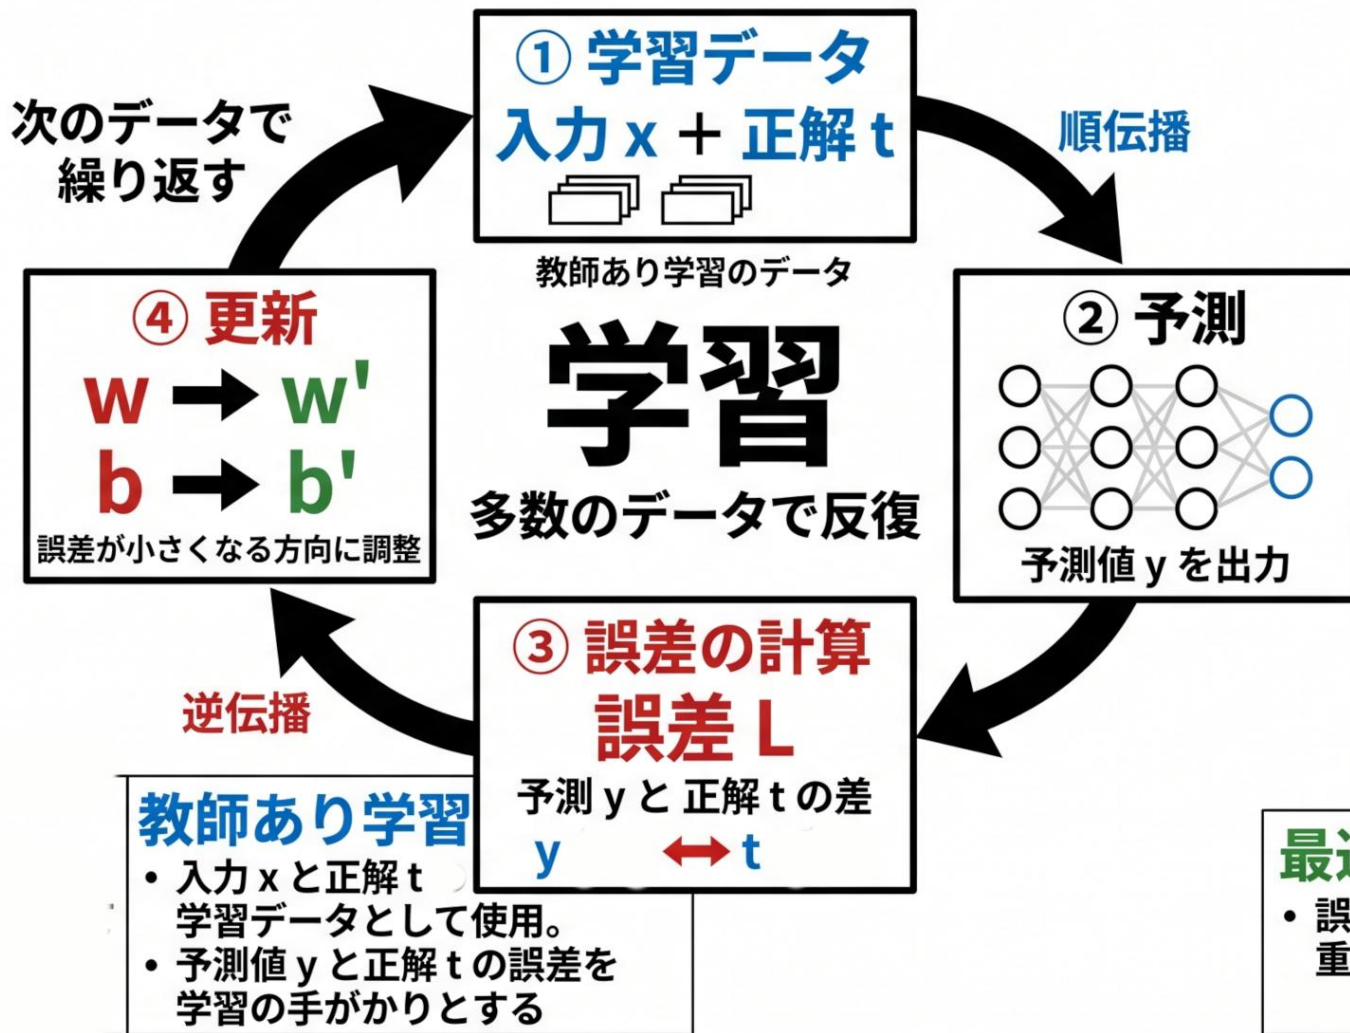 ① 学習データ
入力 x + 正解 t
教師あり学習のデータ
順伝播
② 予測
予測値 y を出力
③ 誤差の計算
誤差 L
予測 y と 正解 t の差
y ↔ t
逆伝播
④ 更新
w → w'
b → b'
誤差が小さくなる方向に調整
次のデータで
繰り返す
学習
多数のデータで反復
教師あり学習
• 入力 x と正解 t
学習データとして使用。
• 予測値 y と正解 t の誤差を
学習の手がかりとする
最
• 誤
重